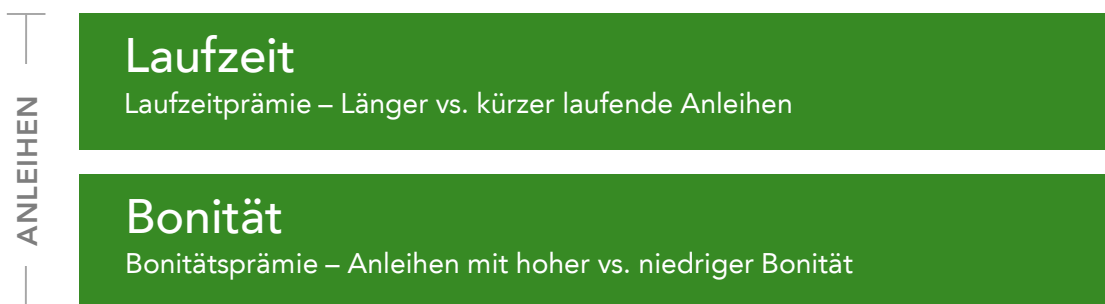 ANLEIHEN
Laufzeit
Laufzeitprämie – Länger vs. kürzer laufende Anleihen
Bonität
Bonitätsprämie – Anleihen mit hoher vs. niedriger Bonität